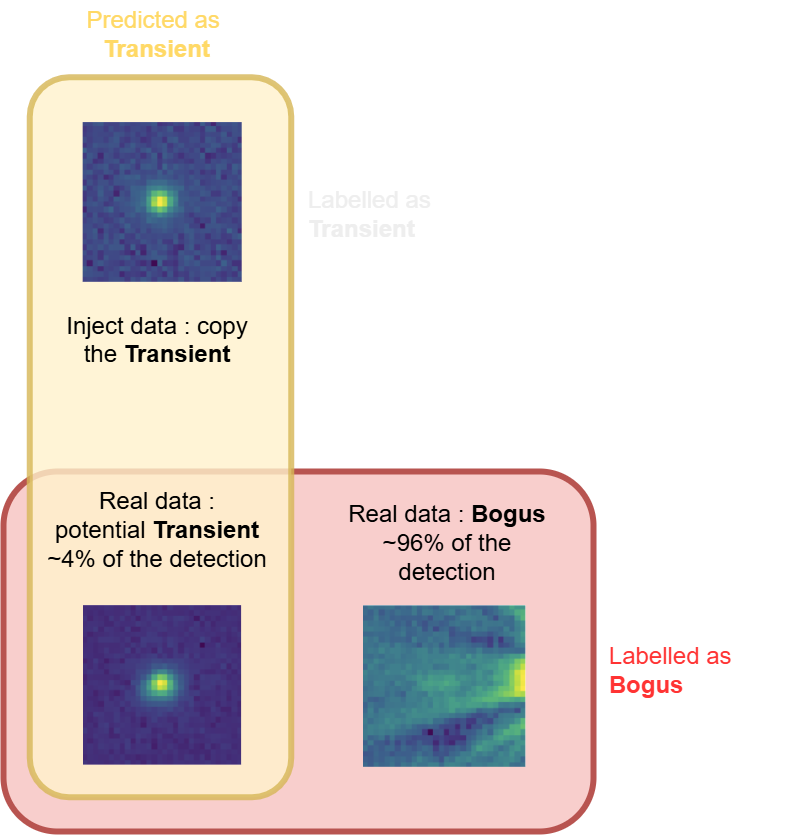 Predicted as
Transient
Labelled as
Transient
Inject data : copy
the Transient
Real data :
potential Transient
~4% of the detection
Real data : Bogus
~96% of the
detection
Labelled as
Bogus